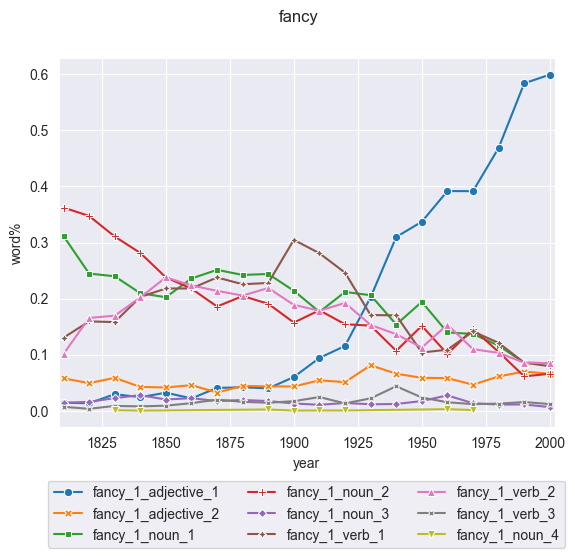 fancy
0.6
0.5
0.4
0.3
0.2
0.1
0.0
word%
1825 1850 1875 1900 1925 1950 1975 2000
year
fancy_1_adjective_1 fancy_1_noun_2 fancy_1_verb_2
fancy_1_adjective_2 fancy_1_noun_3 fancy_1_verb_3
fancy_1_noun_1 fancy_1_verb_1 fancy_1_noun_4